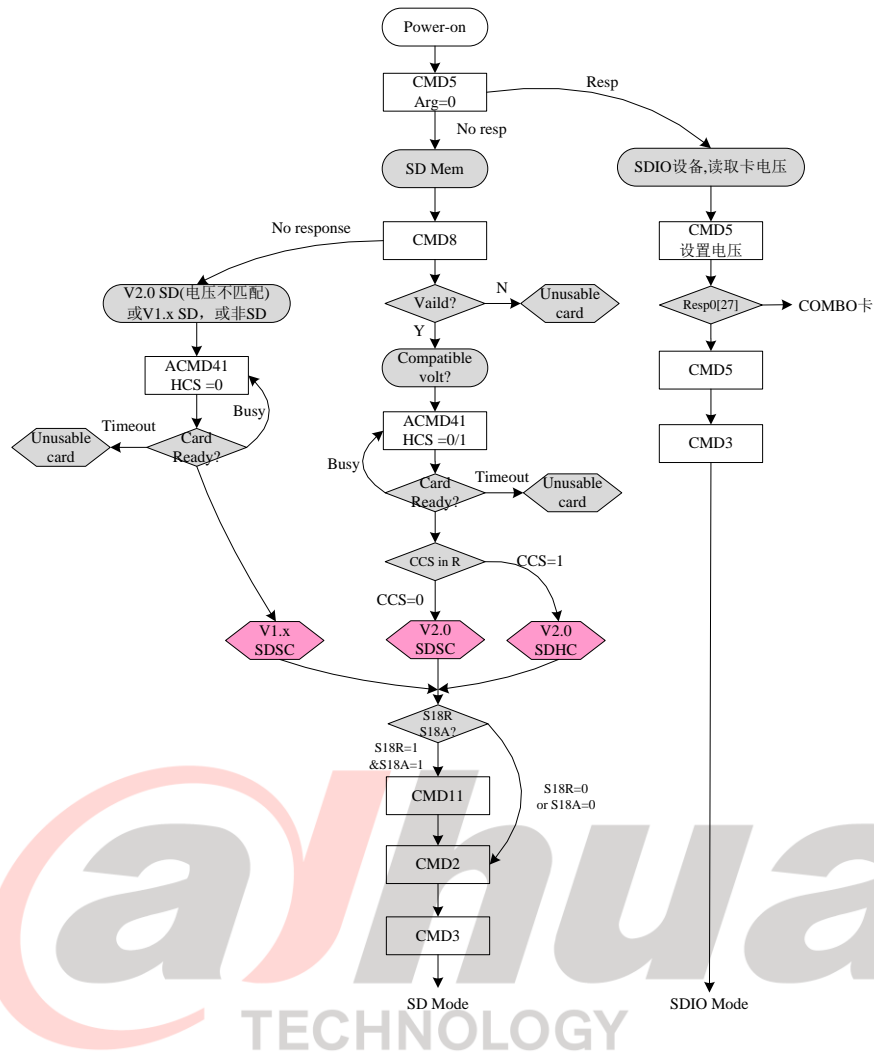 Power-on
CMD5
Arg=0
Resp
No resp
SD Mem
SDIO设备,读取卡电压
No response
CMD8
CMD5
设置电压
V2.0 SD(电压不匹配)
或V1.x SD，或非SD
Vaild?
N
Unusable
card
Resp0[27]
COMBO卡
Y
Compatible
volt?
ACMD41
HCS =0
CMD5
Busy
Timeout
Unusable
card
Card
Ready?
ACMD41
HCS =0/1
CMD3
Busy
Card
Ready?
Timeout
Unusable
card
CCS in R
CCS=1
CCS=0
V1.x
SDSC
V2.0
SDSC
V2.0
SDHC
S18R
S18A?
S18R=1
&S18A=1
S18R=0
or S18A=0
CMD11
CMD2
CMD3
SD Mode
SDIO Mode
alhua
TECHNOLOGY